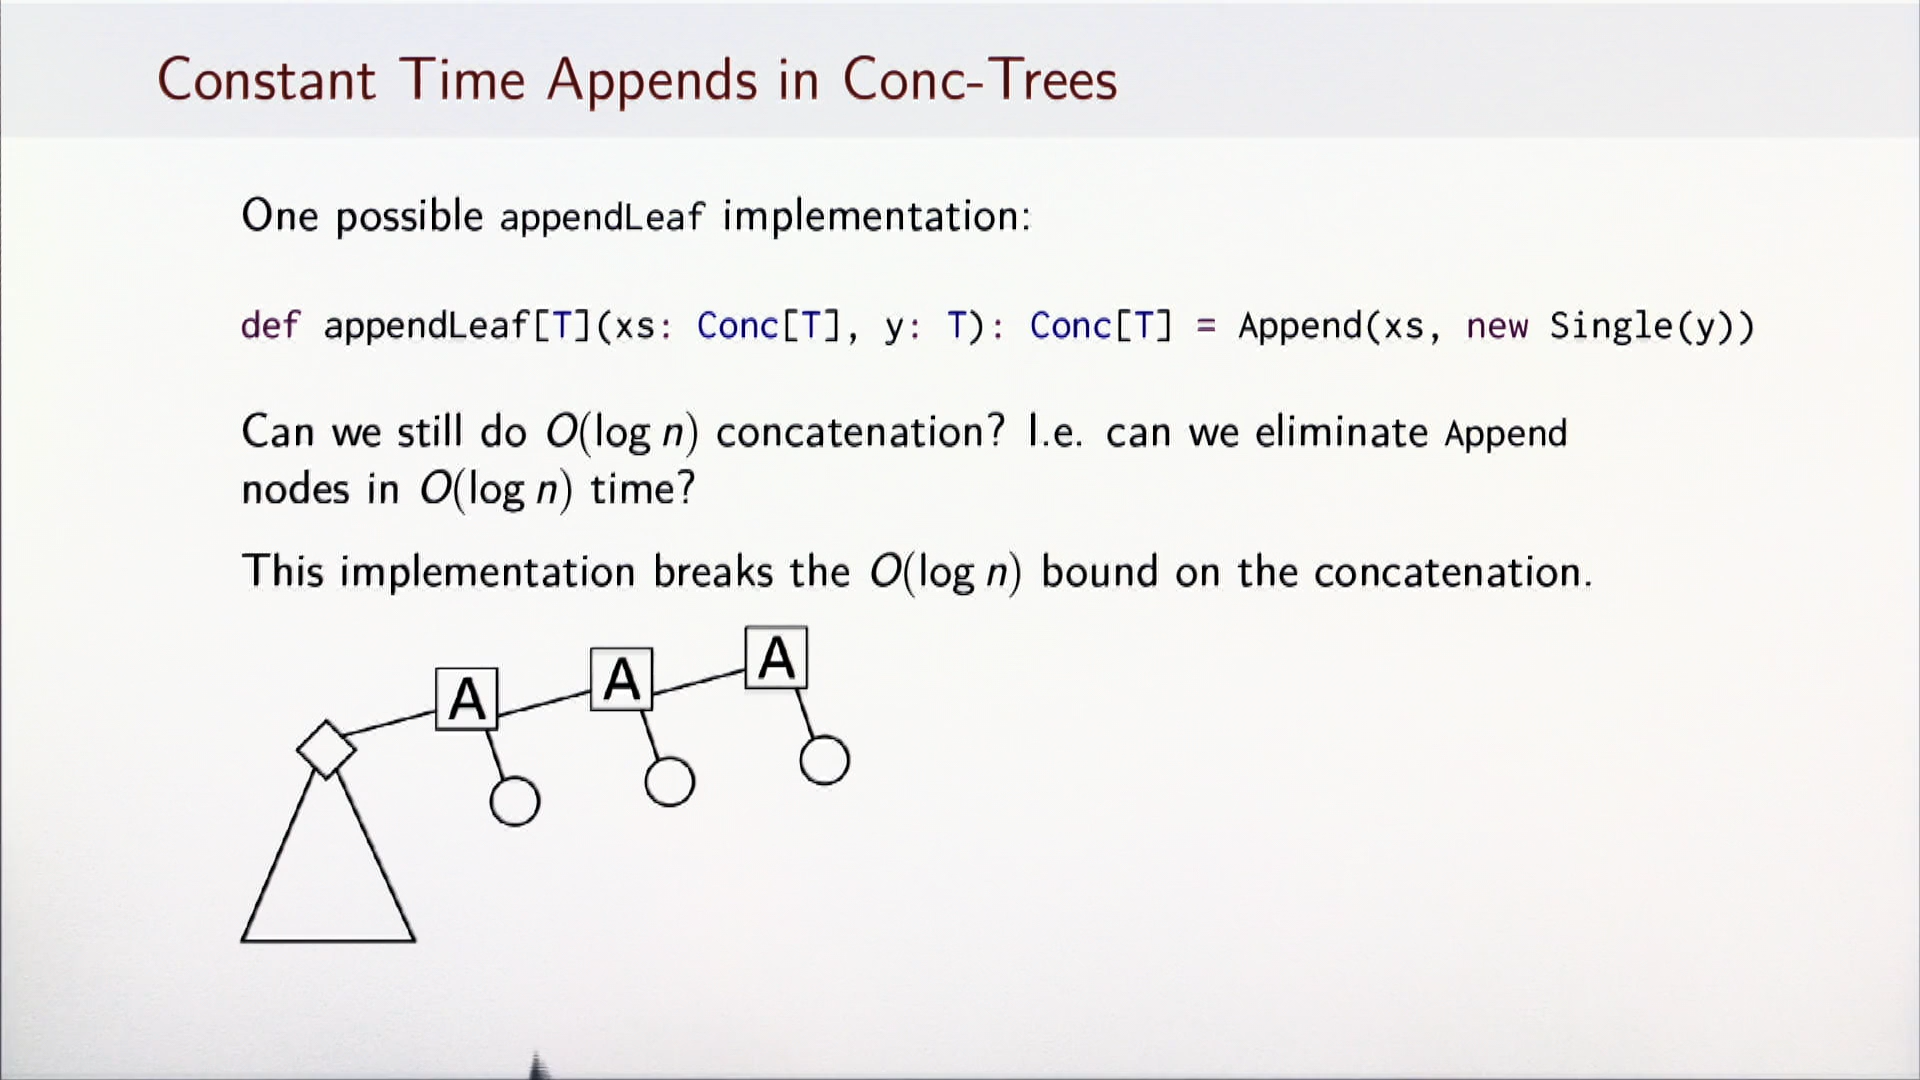 Constant Time Appends in Conc-Trees
One possible appendLeaf implementation:
def appendLeaf[T](xs: Conc[T], y: T): Conc[T] = Append(xs, new Single(y))
Can we still do O(log n) concatenation? I.e. can we eliminate Append
nodes in O(log n) time?
This implementation breaks the O(log n) bound on the concatenation.
A A A